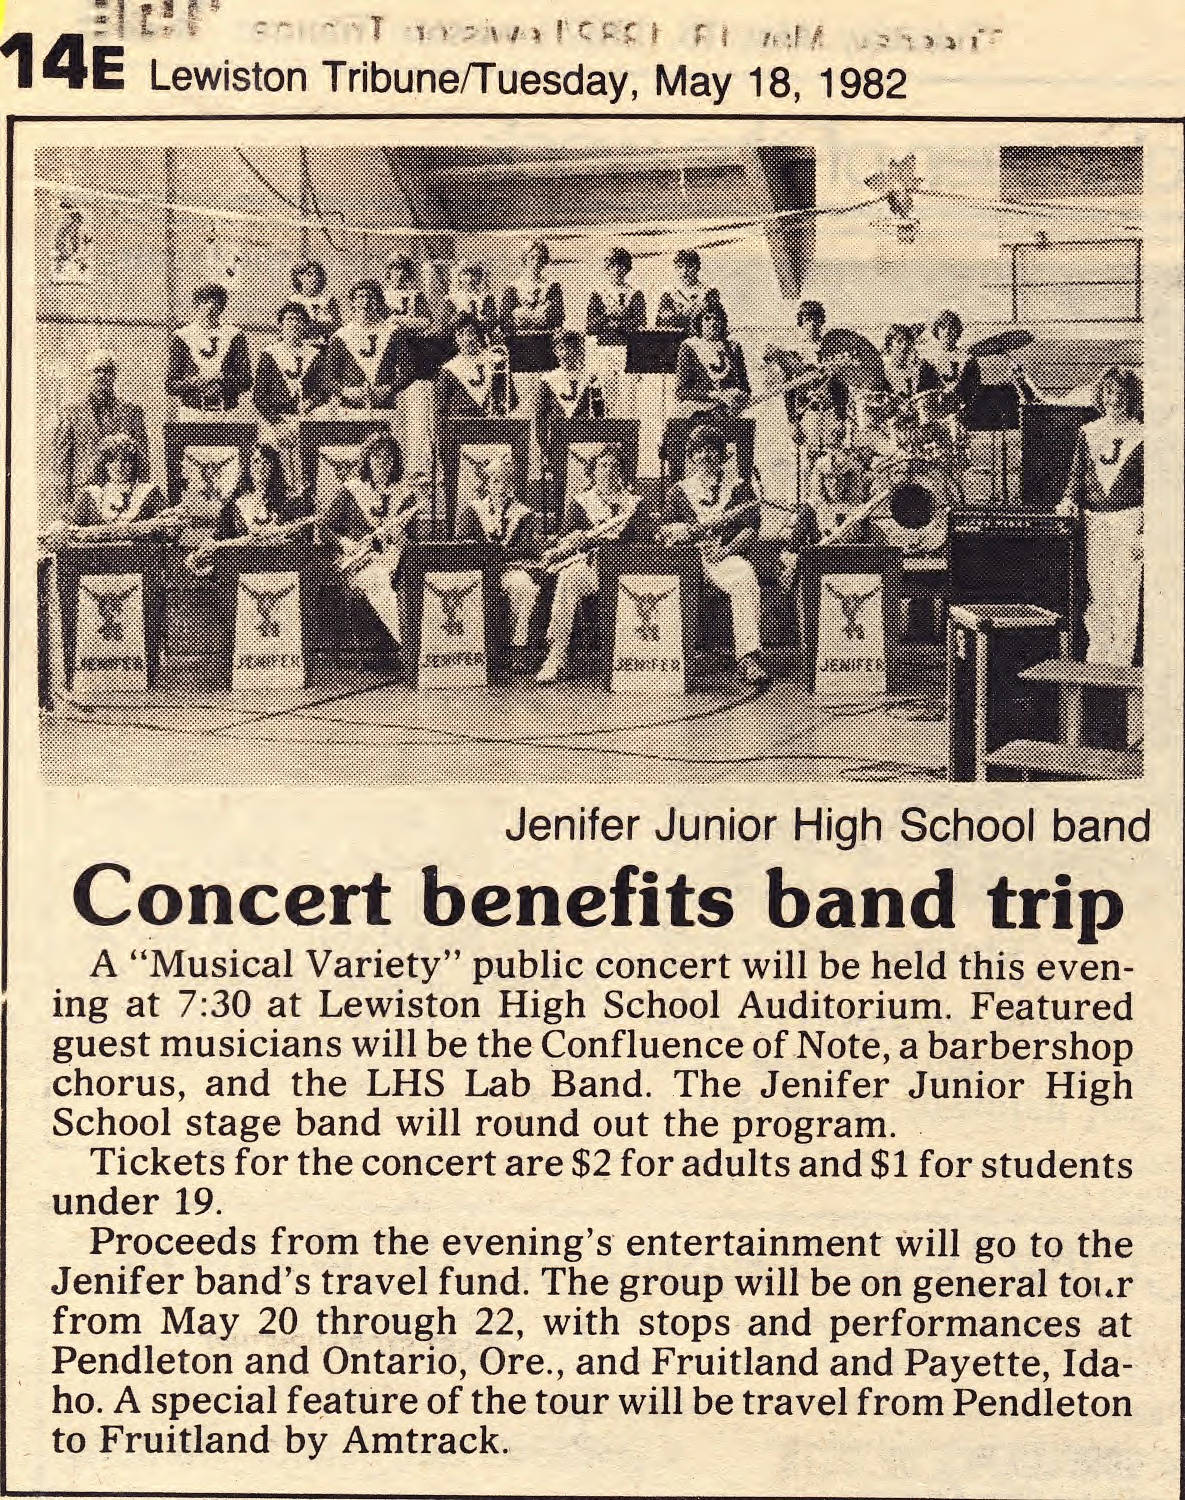 14E Lewiston Tribune/Tuesday, May 18, 1982
J J J J J J J
J J J
JENIFER JENIFER JENIFER JENIFER JENIFER
Jenifer Junior High School band
Concert benefits band trip
A “Musical Variety” public concert will be held this even-
ing at 7:30 at Lewiston High School Auditorium. Featured
guest musicians will be the Confluence of Note, a barbershop
chorus, and the LHS Lab Band. The Jenifer Junior High
School stage band will round out the program.
Tickets for the concert are $2 for adults and $1 for students
under 19.
Proceeds from the evening’s entertainment will go to the
Jenifer band’s travel fund. The group will be on general tour
from May 20 through 22, with stops and performances at
Pendleton and Ontario, Ore., and Fruitland and Payette, Ida-
ho. A special feature of the tour will be travel from Pendleton
to Fruitland by Amtrack.